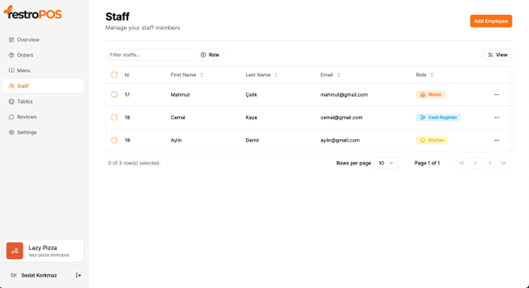 restroPOS
Staff
Manage your staff members
Add Employee
Overview
Orders
Menu
Staff
Tables
Reviews
Settings
Filter staffs...
Role
View
Id First Name Last Name Email Role
17 Mahmut Çelik mahmut@gmail.com Waiter
18 Cemal Kaya cemal@gmail.com Cash Register
19 Aylin Demir aylin@gmail.com Kitchen
0 of 3 row(s) selected.
Rows per page 10 Page 1 of 1
Lazy Pizza
SK Sedat Korkmaz